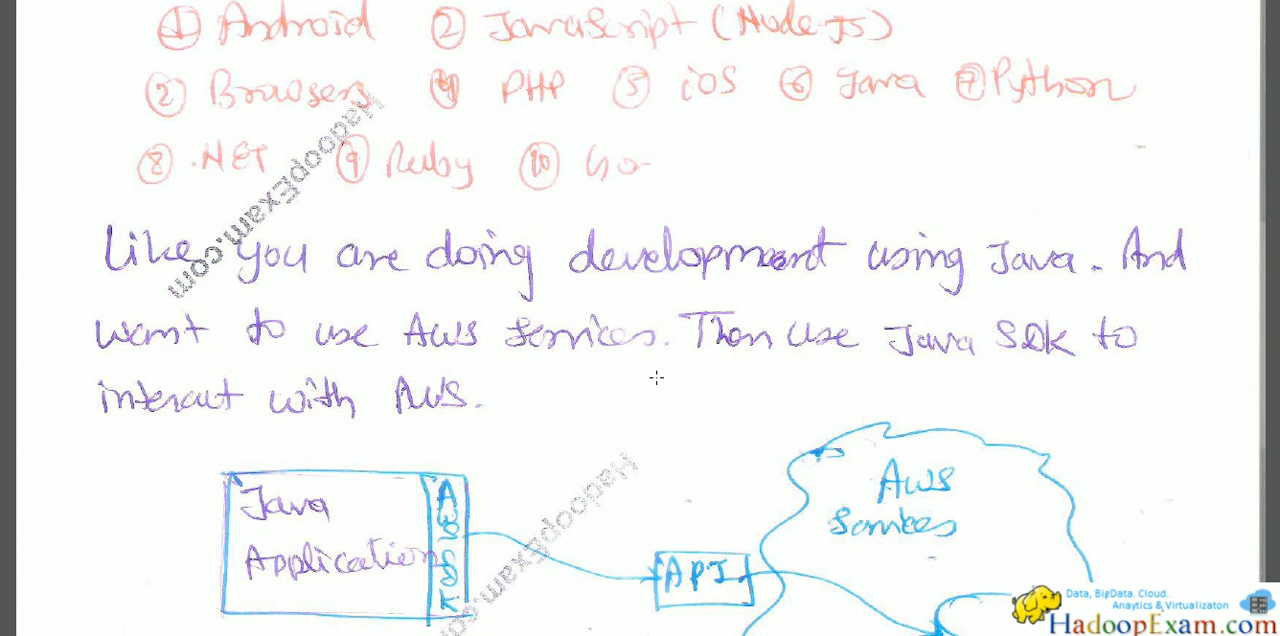 ① Android ② JavaScript (Node.JS)
② Browsers ④ PHP ⑤ iOS ⑥ Java ⑦ Python
⑧ .NET ⑨ Ruby ⑩ Go
HadoopExam.com
Like you are doing development using Java. And
want to use AWS Services. Then use Java SDK to
interact with AWS.
HadoopExam.com
Java
Application
API
AWS
Services
Data, BigData. Cloud.
Anaytics & Virtualizaton
HadoopExam.com